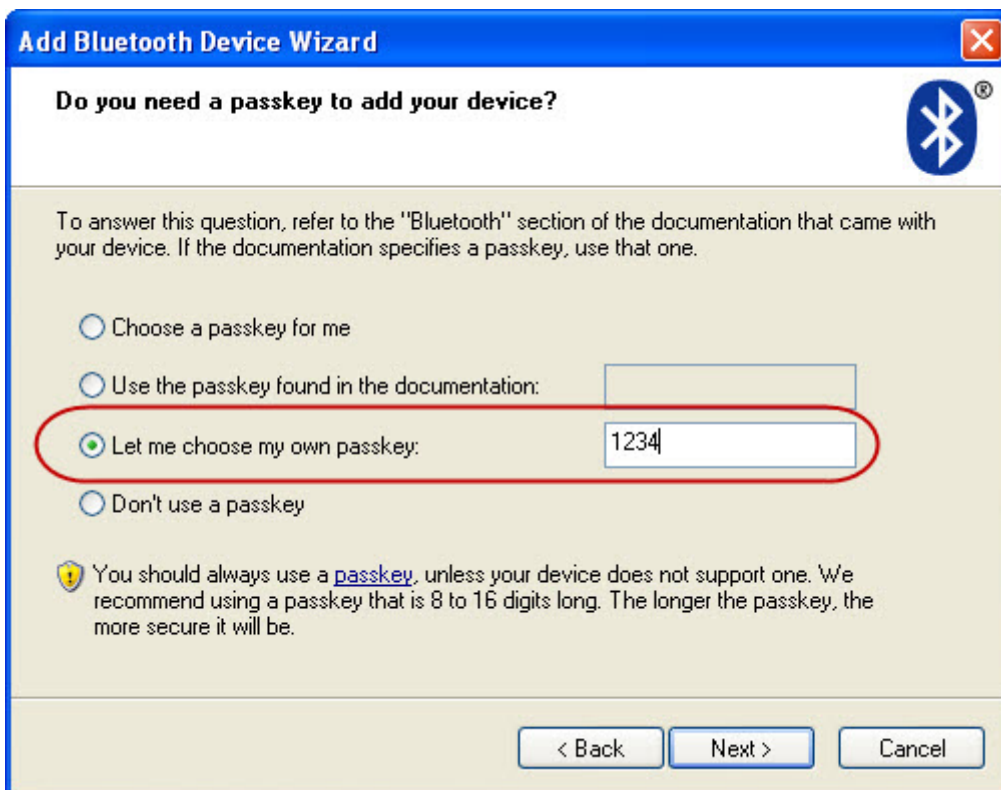 Add Bluetooth Device Wizard
Do you need a passkey to add your device?
®
To answer this question, refer to the "Bluetooth" section of the documentation that came with
your device. If the documentation specifies a passkey, use that one.
Choose a passkey for me
Use the passkey found in the documentation:
Let me choose my own passkey: 1234
Don't use a passkey
You should always use a passkey, unless your device does not support one. We
recommend using a passkey that is 8 to 16 digits long. The longer the passkey, the
more secure it will be.
< Back Next > Cancel